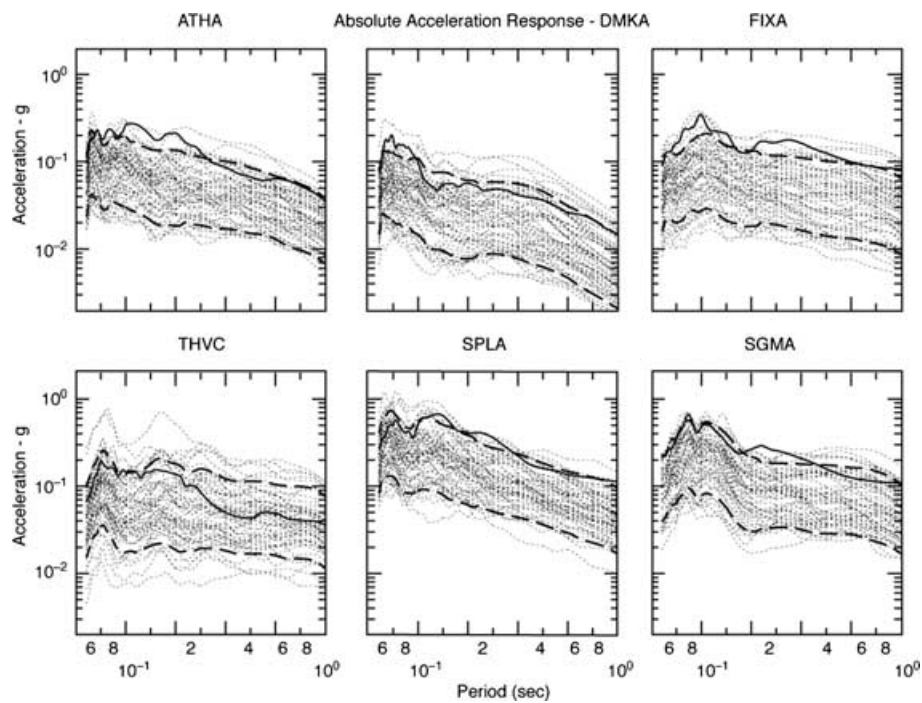 ATHA
Absolute Acceleration Response - DMKA
FIXA
Acceleration - g
10⁰
10⁻¹
10⁻²
THVC
SPLA
SGMA
Acceleration - g
10⁰
10⁻¹
10⁻²
6 8 2 4 6 8
10⁻¹ 10⁰
6 8 2 4 6 8
10⁻¹ 10⁰
6 8 2 4 6 8
10⁻¹ 10⁰
Period (sec)